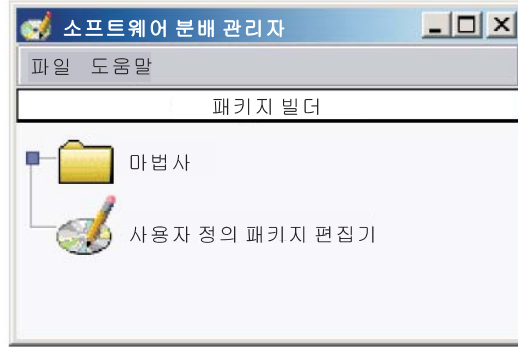 소프트웨어 분배 관리자
파일 도움말
패키지 빌더
마법사
사용자 정의 패키지 편집기